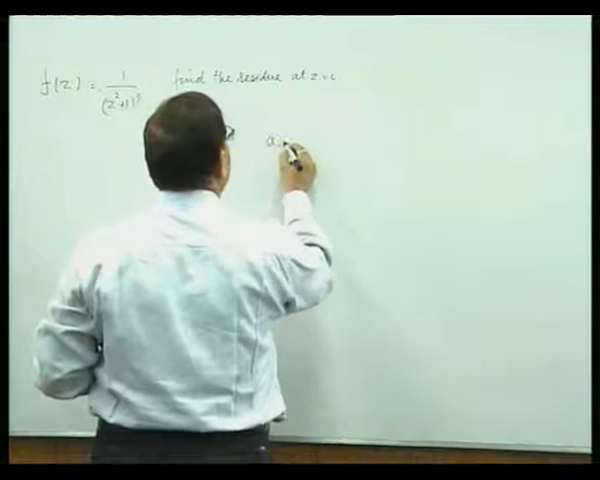 f(z) = 1/(z²+1)³ find the residue at z = i
a